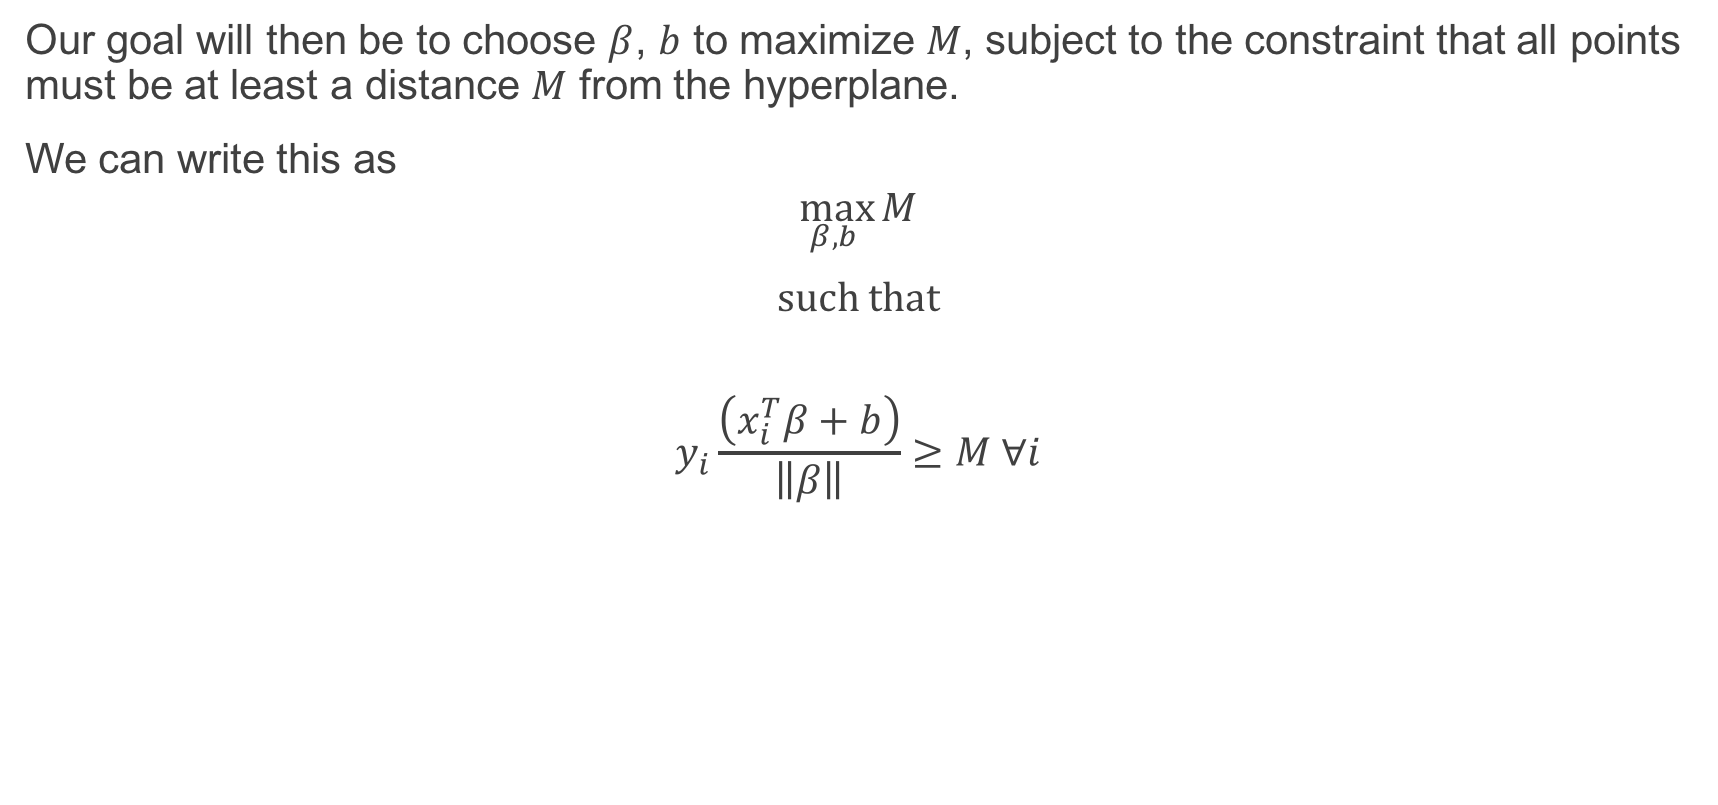 Our goal will then be to choose 𝛽, 𝑏 to maximize 𝑀, subject to the constraint that all points
must be at least a distance 𝑀 from the hyperplane.
We can write this as
max 𝑀
𝛽,𝑏
such that
𝑦ᵢ (𝑥ᵢᵀ𝛽 + 𝑏) / ‖𝛽‖ ≥ 𝑀 ∀𝑖